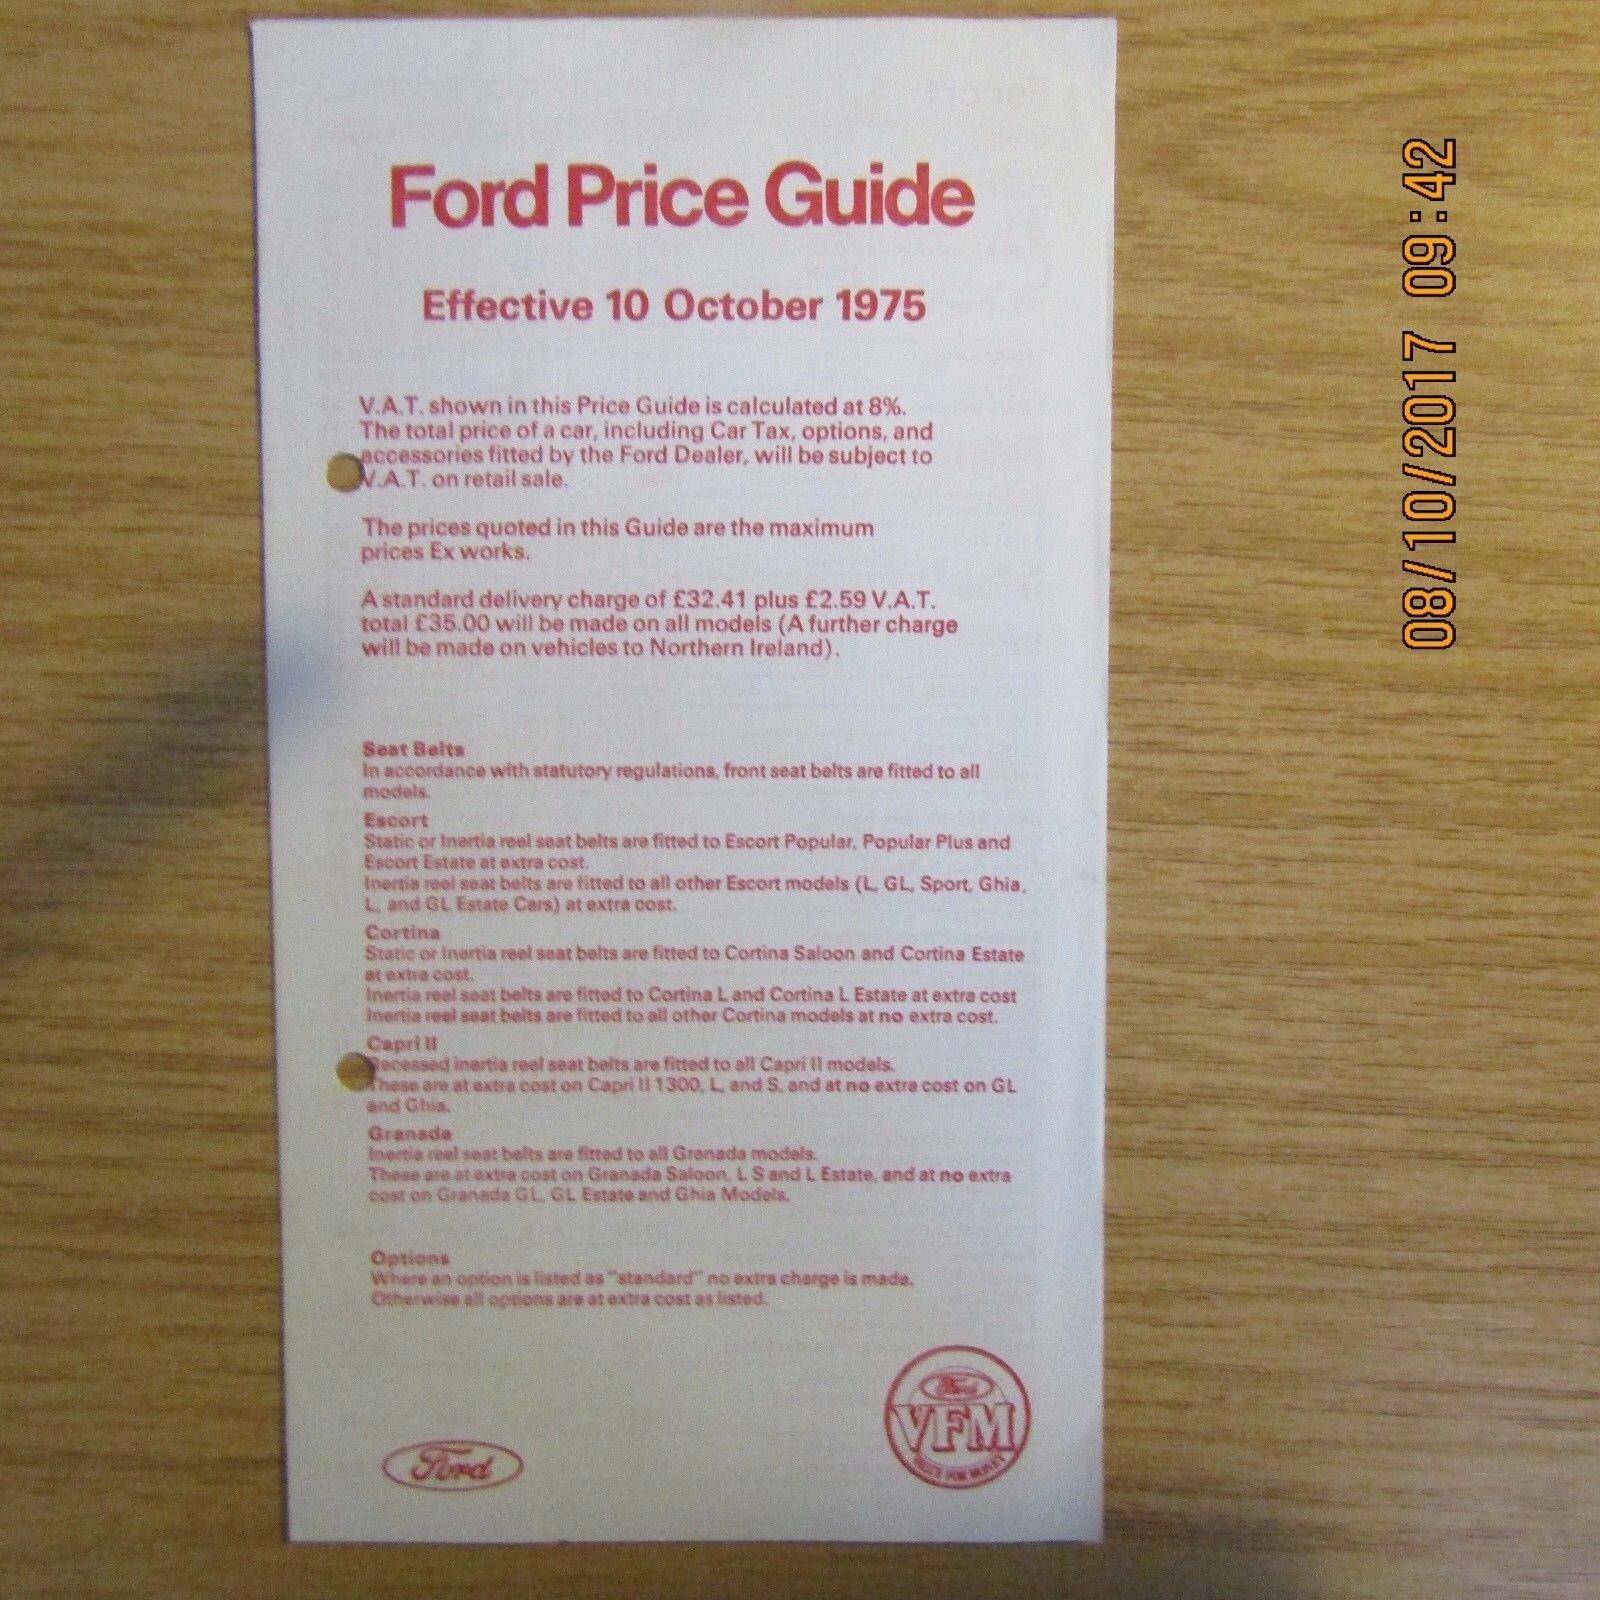 Ford Price Guide
Effective 10 October 1975
V.A.T. shown in this Price Guide is calculated at 8%.
The total price of a car, including Car Tax, options, and
accessories fitted by the Ford Dealer, will be subject to
V.A.T. on retail sale.
The prices quoted in this Guide are the maximum
prices Ex works.
A standard delivery charge of £32.41 plus £2.59 V.A.T.
total £35.00 will be made on all models (A further charge
will be made on vehicles to Northern Ireland).
Seat Belts
In accordance with statutory regulations, front seat belts are fitted to all
models.
Escort
Static or Inertia reel seat belts are fitted to Escort Popular, Popular Plus and
Escort Estate at extra cost.
Inertia reel seat belts are fitted to all other Escort models (L, GL, Sport, Ghia,
L, and GL Estate Cars) at extra cost.
Cortina
Static or Inertia reel seat belts are fitted to Cortina Saloon and Cortina Estate
at extra cost.
Inertia reel seat belts are fitted to Cortina L and Cortina L Estate at extra cost
Inertia reel seat belts are fitted to all other Cortina models at no extra cost.
Capri II
Recessed inertia reel seat belts are fitted to all Capri II models.
These are at extra cost on Capri II 1300, L, and S, and at no extra cost on GL
and Ghia.
Granada
Inertia reel seat belts are fitted to all Granada models.
These are at extra cost on Granada Saloon, L S and L Estate, and at no extra
cost on Granada GL, GL Estate and Ghia Models.
Options
Where an option is listed as "standard" no extra charge is made.
Otherwise all options are at extra cost as listed.
Ford
Ford
VFM
VALUE FOR MONEY
08/10/2017 09:42